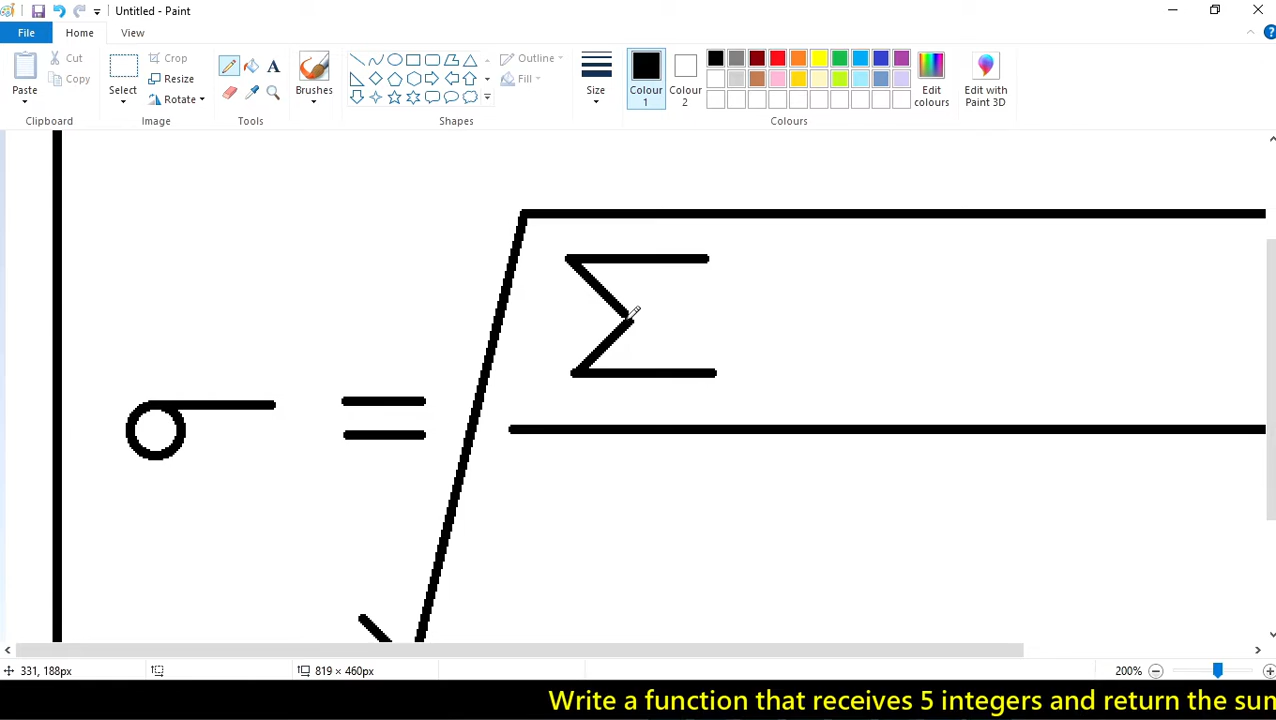 Untitled - Paint
File Home View
Paste
Cut
Copy
Clipboard
Select
Crop
Resize
Rotate
Image
Tools
Brushes
Outline
Fill
Shapes
Size
Colour 1
Colour 2
Edit colours
Edit with Paint 3D
Colours
σ = √ Σ
331, 188px
819 × 460px
200%
Write a function that receives 5 integers and return the sum